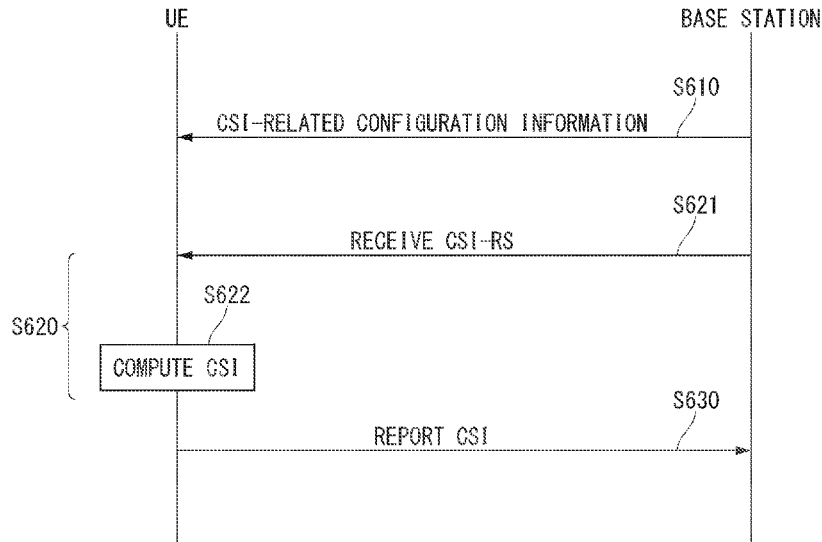 UE
BASE STATION
S610
CSI-RELATED CONFIGURATION INFORMATION
S621
RECEIVE CSI-RS
S622
S620
COMPUTE CSI
S630
REPORT CSI